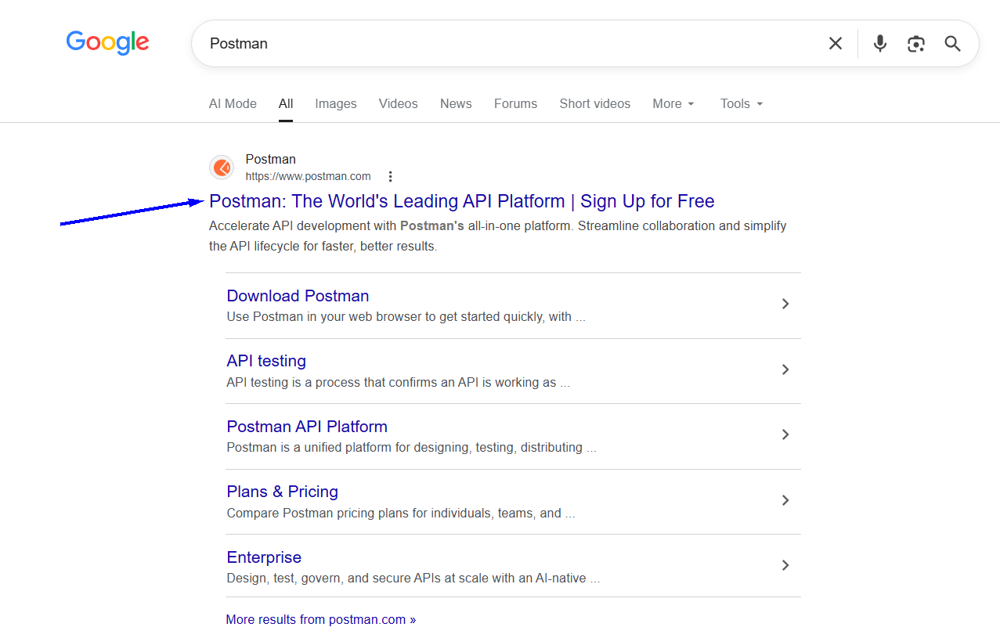 Google
Postman
AI Mode All Images Videos News Forums Short videos More Tools
Postman
https://www.postman.com
Postman: The World's Leading API Platform | Sign Up for Free
Accelerate API development with Postman's all-in-one platform. Streamline collaboration and simplify
the API lifecycle for faster, better results.
Download Postman
Use Postman in your web browser to get started quickly, with ...
API testing
API testing is a process that confirms an API is working as ...
Postman API Platform
Postman is a unified platform for designing, testing, distributing ...
Plans & Pricing
Compare Postman pricing plans for individuals, teams, and ...
Enterprise
Design, test, govern, and secure APIs at scale with an AI-native ...
More results from postman.com »